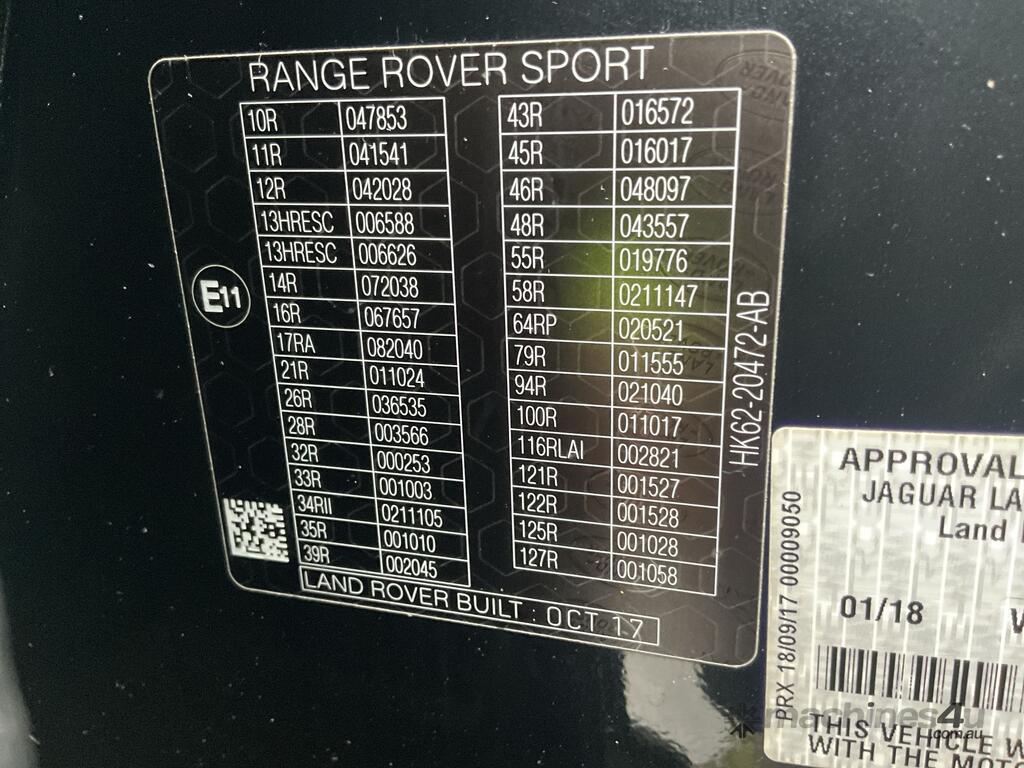 RANGE ROVER SPORT
10R 047853
11R 041541
12R 042028
13HRESC 006588
13HRESC 006626
14R 072038
16R 067657
17RA 082040
21R 011024
26R 036535
28R 003566
32R 000253
33R 001003
34RII 0211105
35R 001010
39R 002045
43R 016572
45R 016017
46R 048097
48R 043557
55R 019776
58R 0211147
64RP 020521
79R 011555
94R 021040
100R 011017
116RLAI 002821
121R 001527
122R 001528
125R 001028
127R 001058
E11
LAND ROVER BUILT : OCT 17
HK62-20472-AB
APPROVAL
JAGUAR LA
Land
01/18
PRX 18/09/17 00009050
THIS VEHICLE W
WITH THE MOTO
machines4u
.com.au